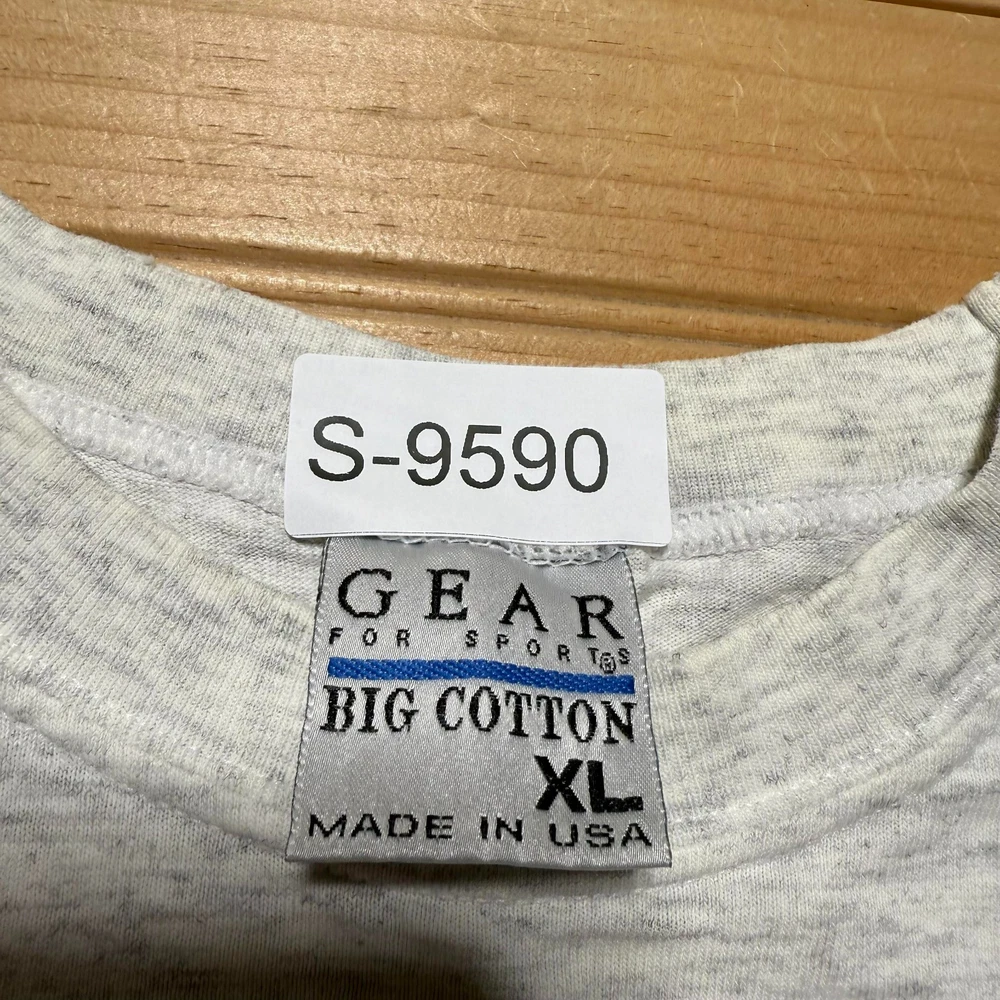 S-9590
GEAR
FOR SPORTS®
BIG COTTON
XL
MADE IN USA